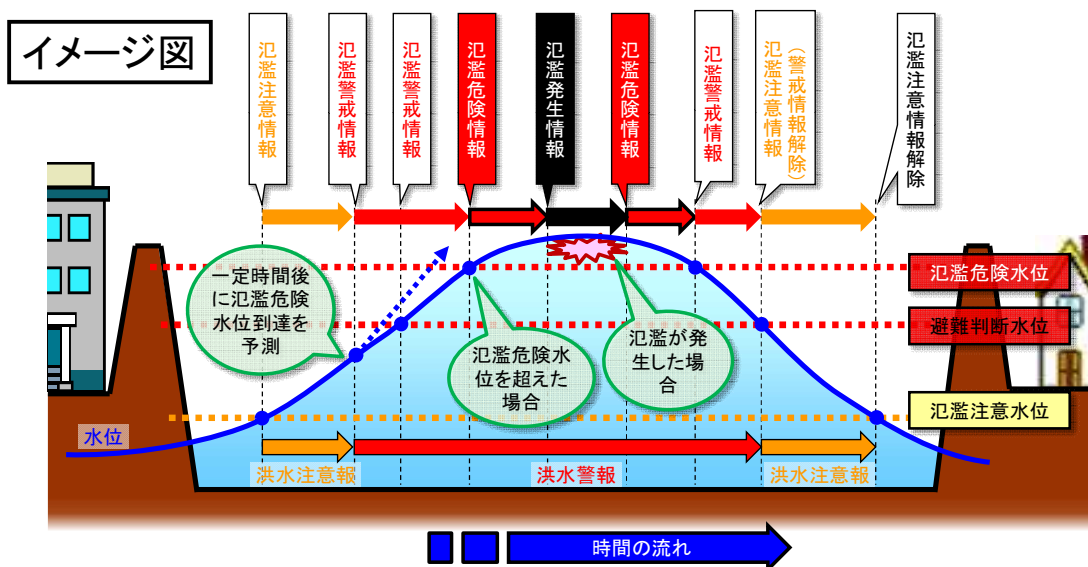 イメージ図
氾濫注意情報
氾濫警戒情報
氾濫警戒情報
氾濫危険情報
氾濫発生情報
氾濫危険情報
氾濫警戒情報
（警戒情報解除）
氾濫注意情報
氾濫注意情報解除
一定時間後
に氾濫危険
水位到達を
予測
氾濫危険水
位を超えた
場合
氾濫が発
生した場
合
氾濫危険水位
避難判断水位
氾濫注意水位
水位
洪水注意報
洪水警報
洪水注意報
時間の流れ